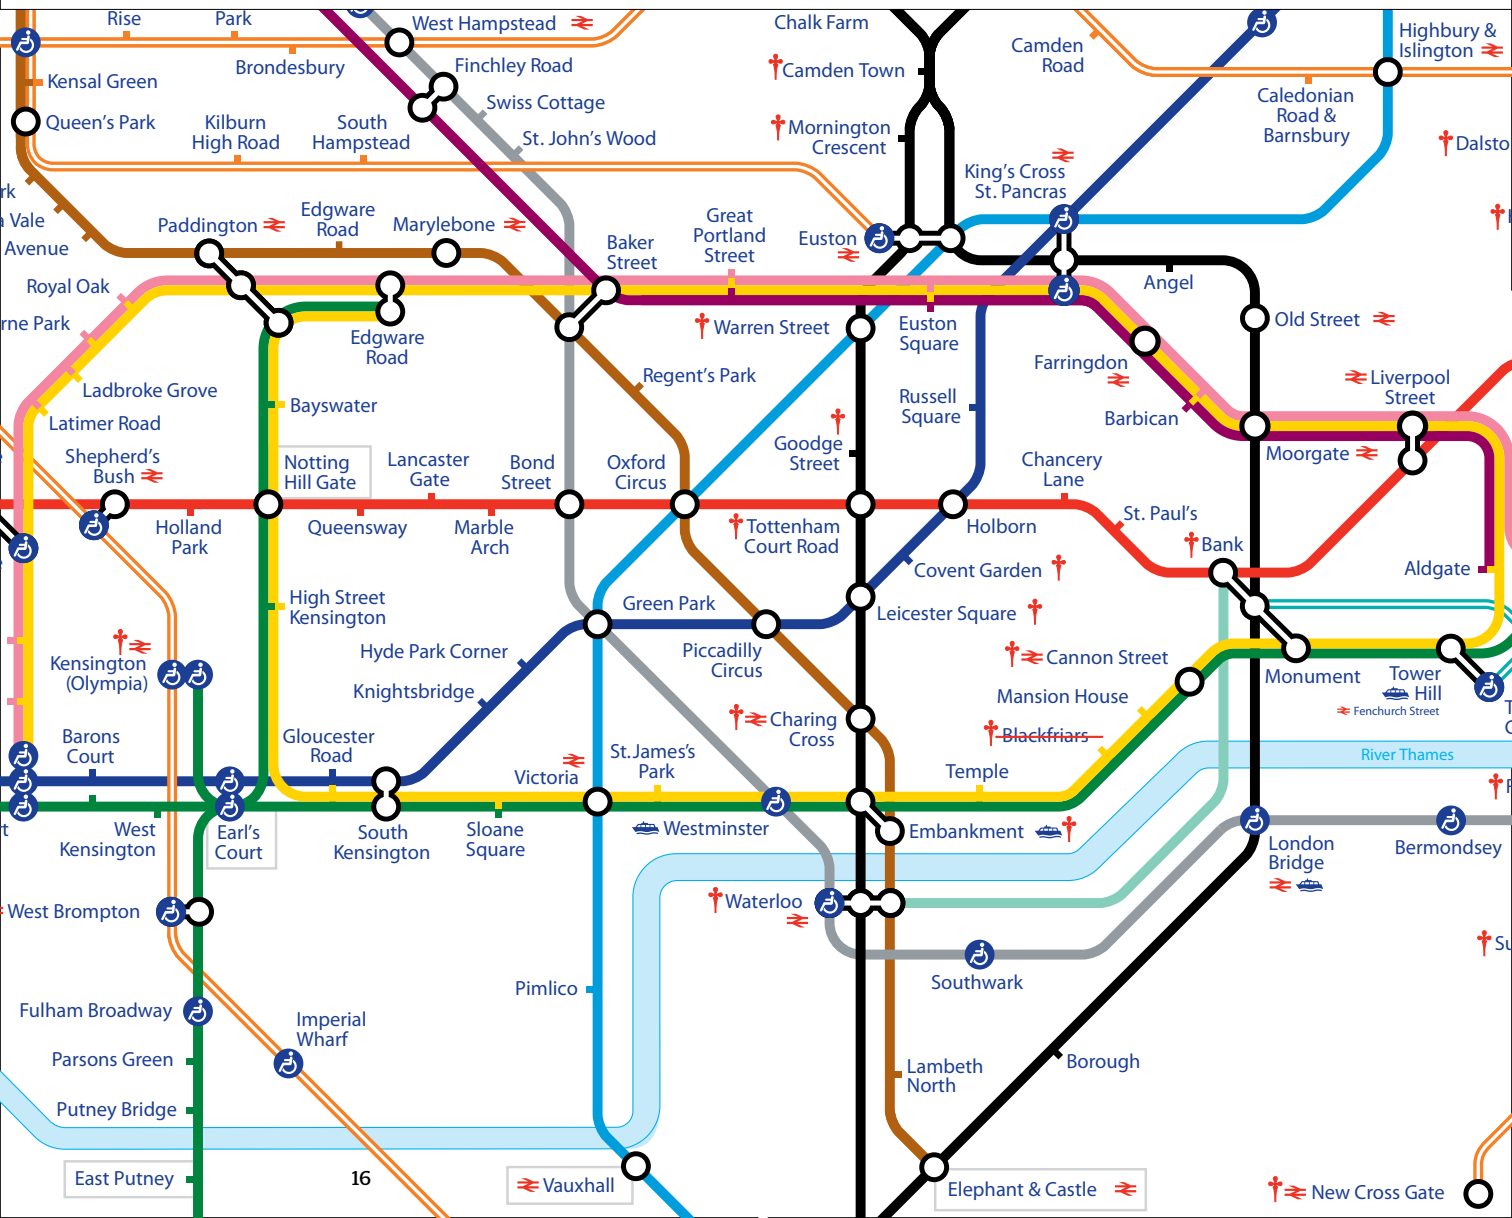 Rise
Park
West Hampstead
Chalk Farm
Highbury &
Islington
Brondesbury
Finchley Road
Camden
Road
Kensal Green
Camden Town
Swiss Cottage
Caledonian
Road &
Barnsbury
Queen's Park
Kilburn
High Road
South
Hampstead
St. John's Wood
Mornington
Crescent
Dalsto
King's Cross
St. Pancras
rk
a Vale
Avenue
Paddington
Edgware
Road
Marylebone
Great
Portland
Street
Euston
Baker
Street
Royal Oak
Angel
rne Park
Edgware
Road
Warren Street
Euston
Square
Old Street
Farringdon
Regent's Park
Liverpool
Street
Ladbroke Grove
Latimer Road
Bayswater
Russell
Square
Barbican
Goodge
Street
Moorgate
Shepherd's
Bush
Notting
Hill Gate
Lancaster
Gate
Bond
Street
Oxford
Circus
Chancery
Lane
Holland
Park
Queensway
Marble
Arch
Tottenham
Court Road
Holborn
St. Paul's
Bank
Aldgate
Covent Garden
High Street
Kensington
Green Park
Leicester Square
Hyde Park Corner
Piccadilly
Circus
Cannon Street
Kensington
(Olympia)
Knightsbridge
Mansion House
Monument
Tower
Hill
Fenchurch Street
T
C
Barons
Court
Gloucester
Road
Charing
Cross
Blackfriars
River Thames
Victoria
St.James's
Park
Temple
F
rt
West
Kensington
Earl's
Court
South
Kensington
Sloane
Square
Westminster
Embankment
London
Bridge
Bermondsey
West Brompton
Waterloo
Su
Southwark
Pimlico
Fulham Broadway
Imperial
Wharf
Parsons Green
Lambeth
North
Borough
Putney Bridge
East Putney
16
Vauxhall
Elephant & Castle
New Cross Gate